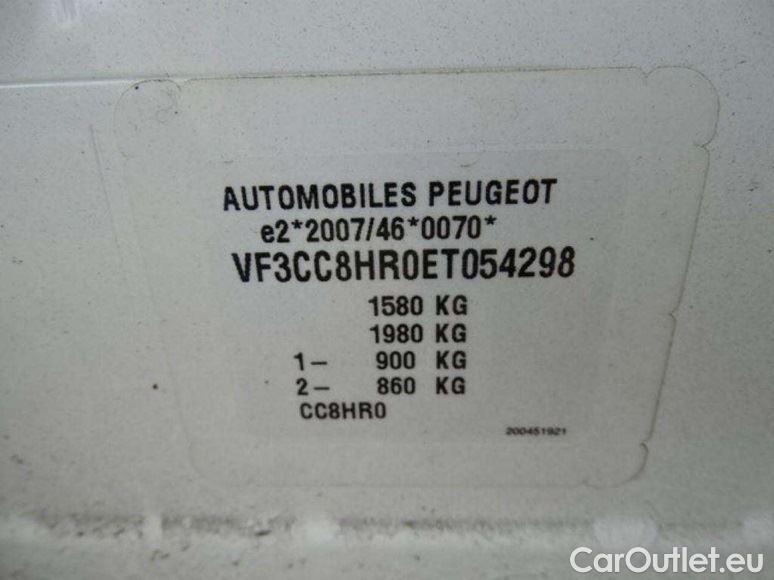 AUTOMOBILES PEUGEOT
e2*2007/46*0070*
VF3CC8HR0ET054298
1580 KG
1980 KG
1- 900 KG
2- 860 KG
CC8HR0
200451921
CarOutlet.eu